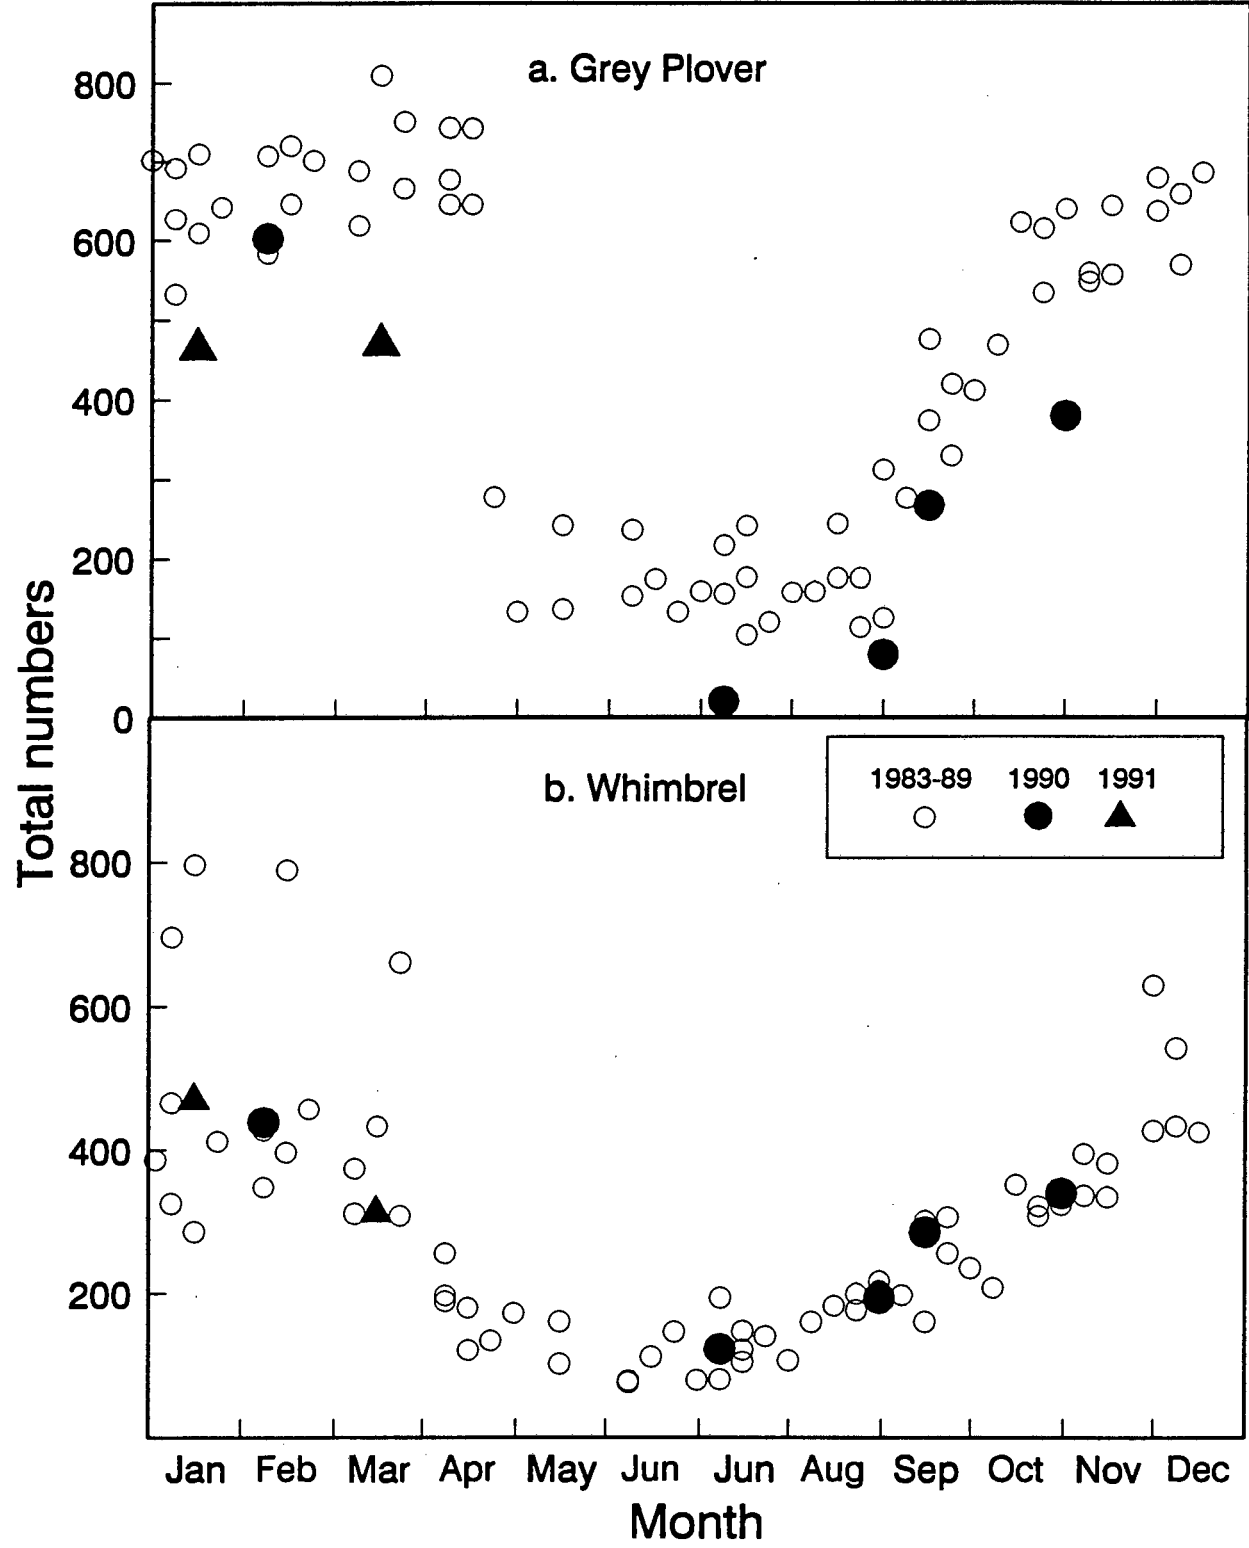 a. Grey Plover
800
600
400
200
0
Total numbers
b. Whimbrel
1983-89 1990 1991
800
600
400
200
Jan Feb Mar Apr May Jun Jun Aug Sep Oct Nov Dec
Month